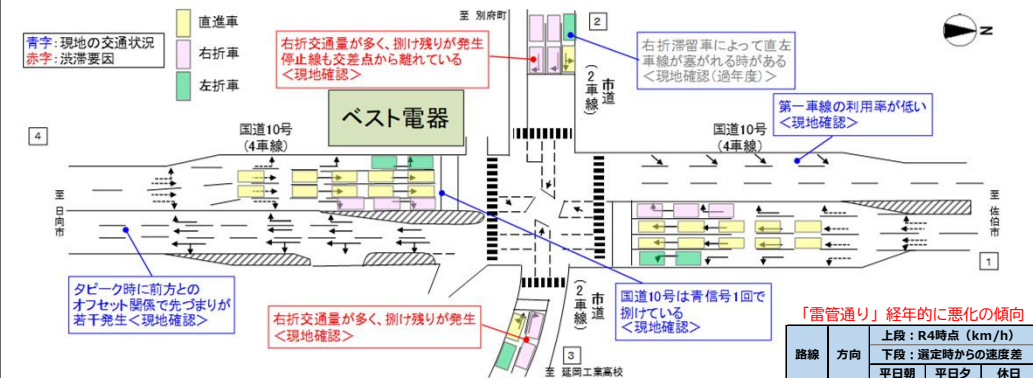 青字:現地の交通状況
赤字:渋滞要因
直進車
右折車
左折車
至 別府町
2
右折交通量が多く、捌け残りが発生
停止線も交差点から離れている
<現地確認>
右折滞留車によって直左
車線が塞がれる時がある
<現地確認(過年度)>
市道
(2車線)
N
第一車線の利用率が低い
<現地確認>
ベスト電器
4
国道10号
(4車線)
国道10号
(4車線)
至 日向市
至 佐伯市
1
夕ピーク時に前方との
オフセット関係で先づまりが
若干発生<現地確認>
右折交通量が多く、捌け残りが発生
<現地確認>
市道
(2車線)
3
至 延岡工業高校
国道10号は青信号1回で
捌けている
<現地確認>
「雷管通り」経年的に悪化の傾向
路線
方向
上段:R4時点(km/h)
下段:選定時からの速度差
平日朝 平日夕 休日